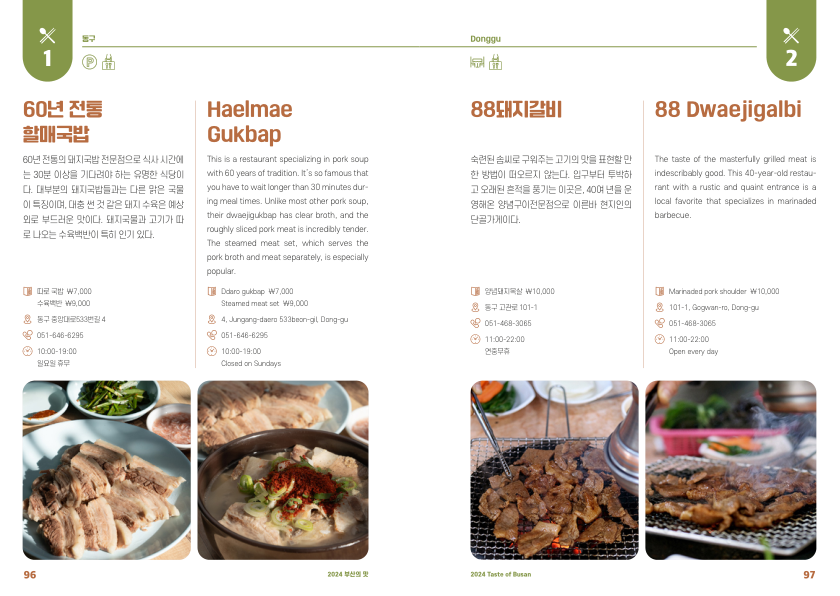 1
동구
60년 전통
할매국밥
60년 전통의 돼지국밥 전문점으로 식사 시간에
는 30분 이상을 기다려야 하는 유명한 식당이
다. 대부분의 돼지국밥들과는 다른 맑은 국물
이 특징이며, 대충 썬 것 같은 돼지 수육은 예상
외로 부드러운 맛이다. 돼지국물과 고기가 따
로 나오는 수육백반이 특히 인기 있다.
따로 국밥 ₩7,000
수육백반 ₩9,000
동구 중앙대로533번길 4
051-646-6295
10:00-19:00
일요일 휴무
Haelmae
Gukbap
This is a restaurant specializing in pork soup
with 60 years of tradition. It's so famous that
you have to wait longer than 30 minutes dur-
ing meal times. Unlike most other pork soup,
their dwaejigukbap has clear broth, and the
roughly sliced pork meat is incredibly tender.
The steamed meat set, which serves the
pork broth and meat separately, is especially
popular.
Ddaro gukbap ₩7,000
Steamed meat set ₩9,000
4, Jungang-daero 533beon-gil, Dong-gu
051-646-6295
10:00-19:00
Closed on Sundays
96
2024 부산의 맛
Donggu
2
88돼지갈비
숙련된 솜씨로 구워주는 고기의 맛을 표현할 만
한 방법이 떠오르지 않는다. 입구부터 투박하
고 오래된 흔적을 풍기는 이곳은, 40여 년을 운
영해온 양념구이전문점으로 이른바 현지인의
단골가게이다.
양념돼지목살 ₩10,000
동구 고관로 101-1
051-468-3065
11:00-22:00
연중무휴
88 Dwaejigalbi
The taste of the masterfully grilled meat is
indescribably good. This 40-year-old restau-
rant with a rustic and quaint entrance is a
local favorite that specializes in marinaded
barbecue.
Marinaded pork shoulder ₩10,000
101-1, Gogwan-ro, Dong-gu
051-468-3065
11:00-22:00
Open every day
2024 Taste of Busan
97